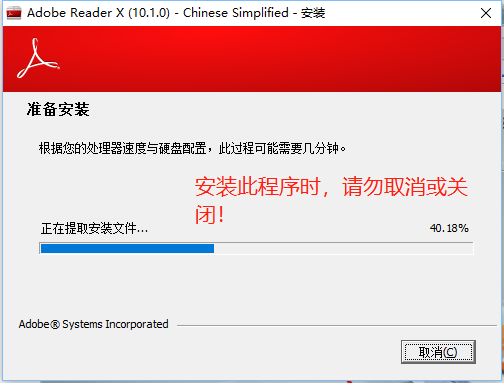 Adobe Reader X (10.1.0) - Chinese Simplified - 安装
准备安装
根据您的处理器速度与硬盘配置，此过程可能需要几分钟。
安装此程序时，请勿取消或关
闭！
正在提取安装文件... 40.18%
Adobe® Systems Incorporated
取消(C)